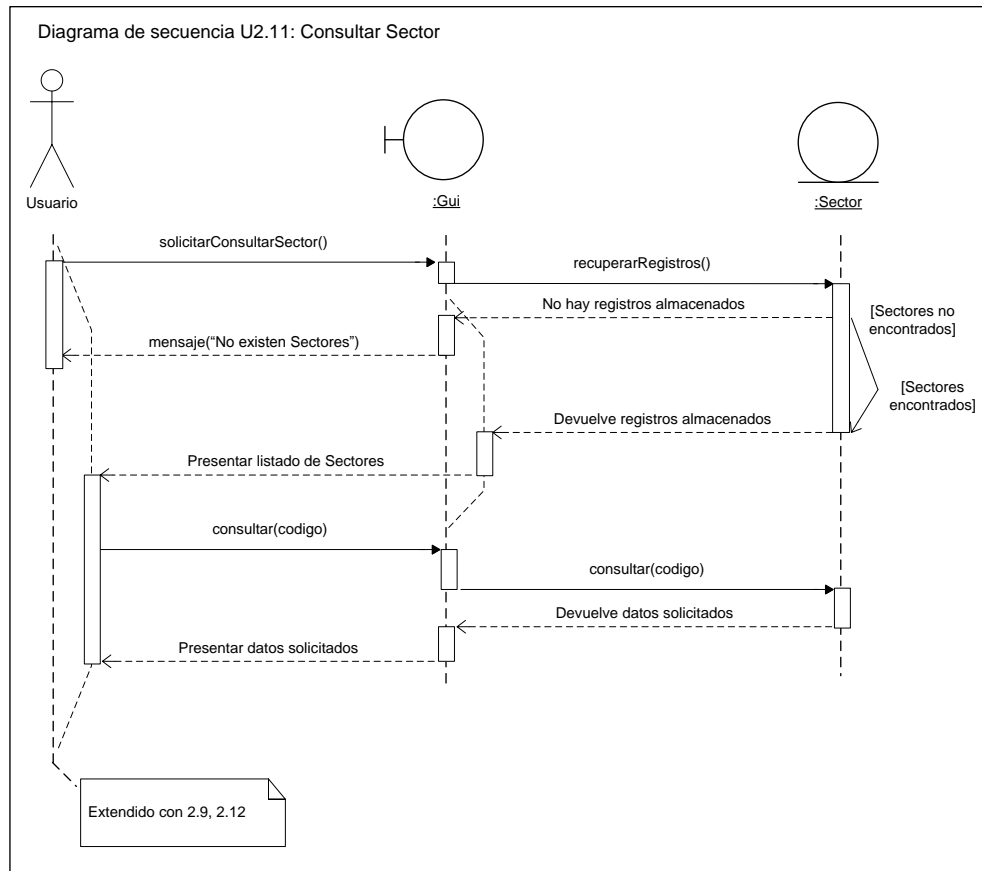 Diagrama de secuencia U2.11: Consultar Sector
Usuario
:Gui
:Sector
solicitarConsultarSector()
recuperarRegistros()
No hay registros almacenados
[Sectores no
encontrados]
mensaje(“No existen Sectores”)
[Sectores
encontrados]
Devuelve registros almacenados
Presentar listado de Sectores
consultar(codigo)
consultar(codigo)
Devuelve datos solicitados
Presentar datos solicitados
Extendido con 2.9, 2.12